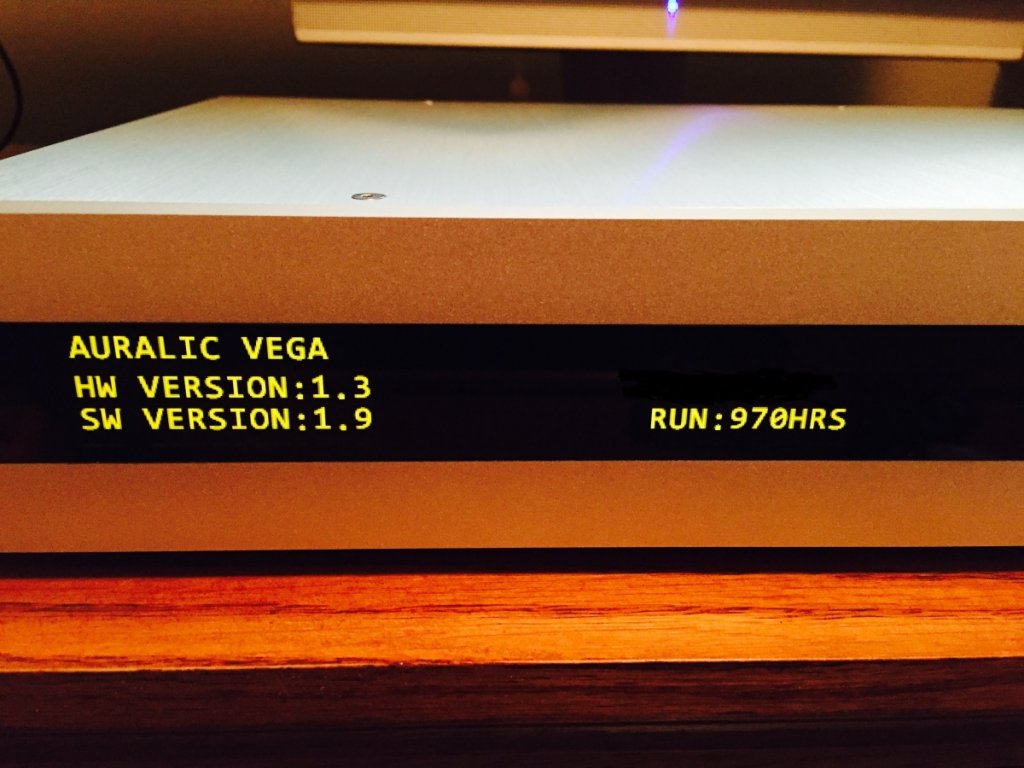 AURALIC VEGA
HW VERSION:1.3
SW VERSION:1.9
RUN:970HRS